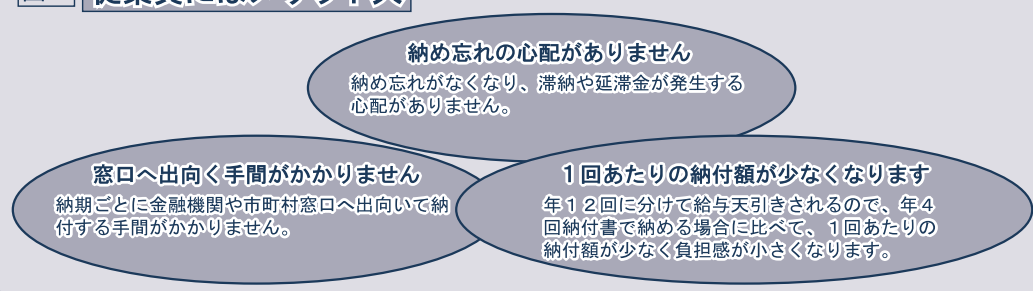 納め忘れの心配がありません
納め忘れがなくなり、滞納や延滞金が発生する
心配がありません。
窓口へ出向く手間がかかりません
納期ごとに金融機関や市町村窓口へ出向いて納
付する手間がかかりません。
1回あたりの納付額が少なくなります
年12回に分けて給与天引きされるので、年4
回納付書で納める場合に比べて、1回あたりの
納付額が少なく負担感が小さくなります。